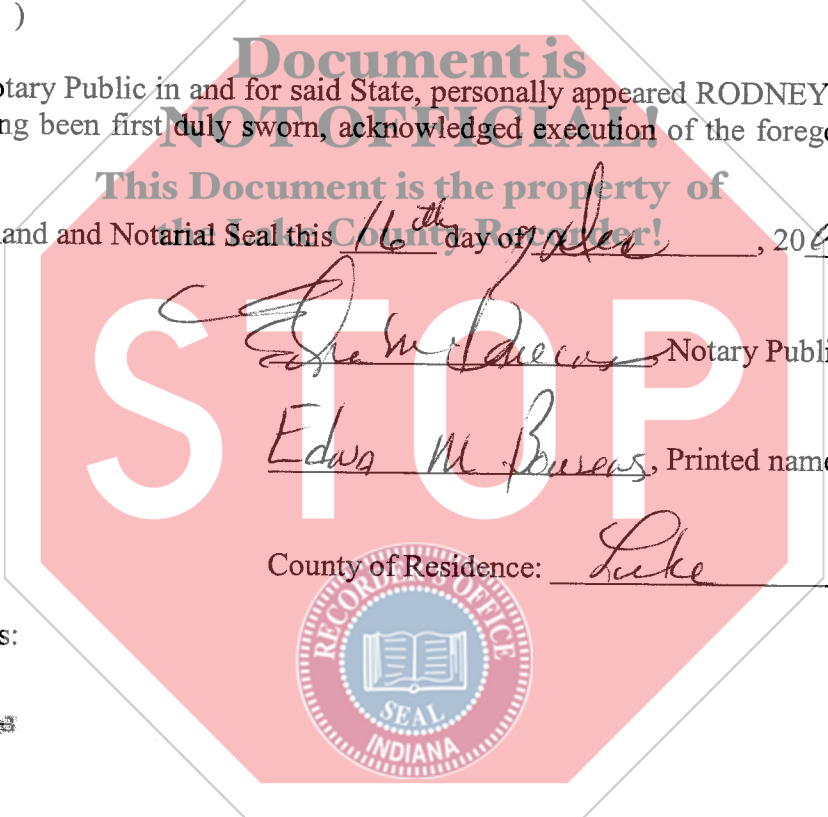 )
Document is
otary Public in and for said State, personally appeared RODNEY
NOT OFFICIAL!
ng been first duly sworn, acknowledged execution of the forego
This Document is the property of
the Lake County Recorder!
and and Notarial Seal this 16th day of , 20
STOP
Notary Publi
Edna M , Printed name
County of Residence: Lake
RECORDER'S OFFICE
SEAL
INDIANA
s: